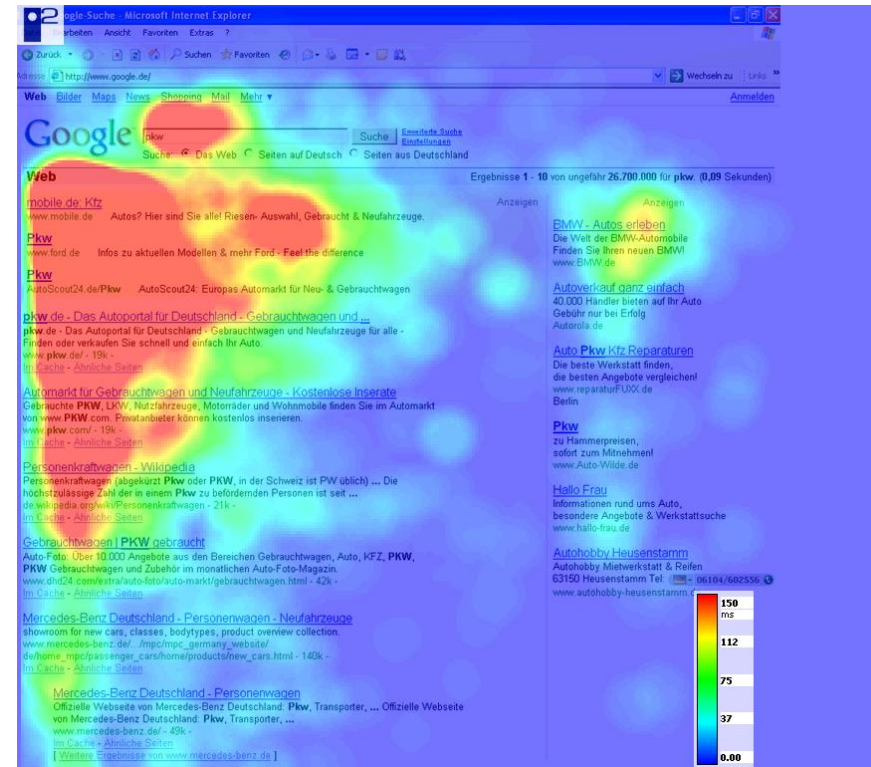 ogle-Suche - Microsoft Internet Explorer
Bearbeiten Ansicht Favoriten Extras ?
Zurück Suchen Favoriten
Adresse http://www.google.de/ Wechseln zu Links »
Web Bilder Maps News Shopping Mail Mehr ▼ Anmelden
Google pkw Suche Erweiterte Suche
Einstellungen
Suche: Das Web Seiten auf Deutsch Seiten aus Deutschland
Web Ergebnisse 1 - 10 von ungefähr 26.700.000 für pkw. (0,09 Sekunden)
mobile.de: Kfz
www.mobile.de Autos? Hier sind Sie alle! Riesen- Auswahl, Gebraucht & Neufahrzeuge.
Anzeigen
Pkw
www.ford.de Infos zu aktuellen Modellen & mehr Ford - Feel the difference
Pkw
AutoScout24.de/Pkw AutoScout24: Europas Automarkt für Neu- & Gebrauchtwagen
pkw.de - Das Autoportal für Deutschland - Gebrauchtwagen und ...
pkw.de - Das Autoportal für Deutschland - Gebrauchtwagen und Neufahrzeuge für alle -
Finden oder verkaufen Sie schnell und einfach Ihr Auto.
www.pkw.de/ - 19k -
Im Cache - Ähnliche Seiten
Automarkt für Gebrauchtwagen und Neufahrzeuge - Kostenlose Inserate
Gebrauchte PKW, LKW, Nutzfahrzeuge, Motorräder und Wohnmobile finden Sie im Automarkt
von www.PKW.com. Privatanbieter können kostenlos inserieren.
www.pkw.com/ - 19k -
Im Cache - Ähnliche Seiten
Personenkraftwagen - Wikipedia
Personenkraftwagen (abgekürzt Pkw oder PKW, in der Schweiz ist PW üblich) ... Die
höchstzulässige Zahl der in einem Pkw zu befördernden Personen ist seit ...
de.wikipedia.org/wiki/Personenkraftwagen - 21k -
Im Cache - Ähnliche Seiten
Gebrauchtwagen | PKW gebraucht
Auto-Foto: Über 10.000 Angebote aus den Bereichen Gebrauchtwagen, Auto, KFZ, PKW,
PKW Gebrauchtwagen und Zubehör im monatlichen Auto-Foto-Magazin.
www.dhd24.com/extra/auto-foto/auto-markt/gebrauchtwagen.html - 42k -
Im Cache - Ähnliche Seiten
Mercedes-Benz Deutschland - Personenwagen - Neufahrzeuge
showroom for new cars, classes, bodytypes, product overview collection.
www.mercedes-benz.de/.../mpc/mpc_germany_website/
de/home_mpc/passenger_cars/home/products/new_cars.html - 140k -
Im Cache - Ähnliche Seiten
Mercedes-Benz Deutschland - Personenwagen
Offizielle Webseite von Mercedes-Benz Deutschland: Pkw, Transporter, ... Offizielle Webseite
von Mercedes-Benz Deutschland: Pkw, Transporter, ...
www.mercedes-benz.de/ - 49k -
Im Cache - Ähnliche Seiten
[ Weitere Ergebnisse von www.mercedes-benz.de ]
Anzeigen
BMW - Autos erleben
Die Welt der BMW-Automobile
Finden Sie Ihren neuen BMW!
www.BMW.de
Autoverkauf ganz einfach
40.000 Händler bieten auf Ihr Auto
Gebühr nur bei Erfolg
Autorola.de
Auto Pkw Kfz Reparaturen
Die beste Werkstatt finden,
die besten Angebote vergleichen!
www.reparaturFUXX.de
Berlin
Pkw
zu Hammerpreisen,
sofort zum Mitnehmen!
www.Auto-Wilde.de
Hallo Frau
Informationen rund ums Auto,
besondere Angebote & Werkstattsuche
www.hallo-frau.de
Autohobby Heusenstamm
Autohobby Mietwerkstatt & Reifen
63150 Heusenstamm Tel: 06104/602556
www.autohobby-heusenstamm.d
150
ms
112
75
37
0.00